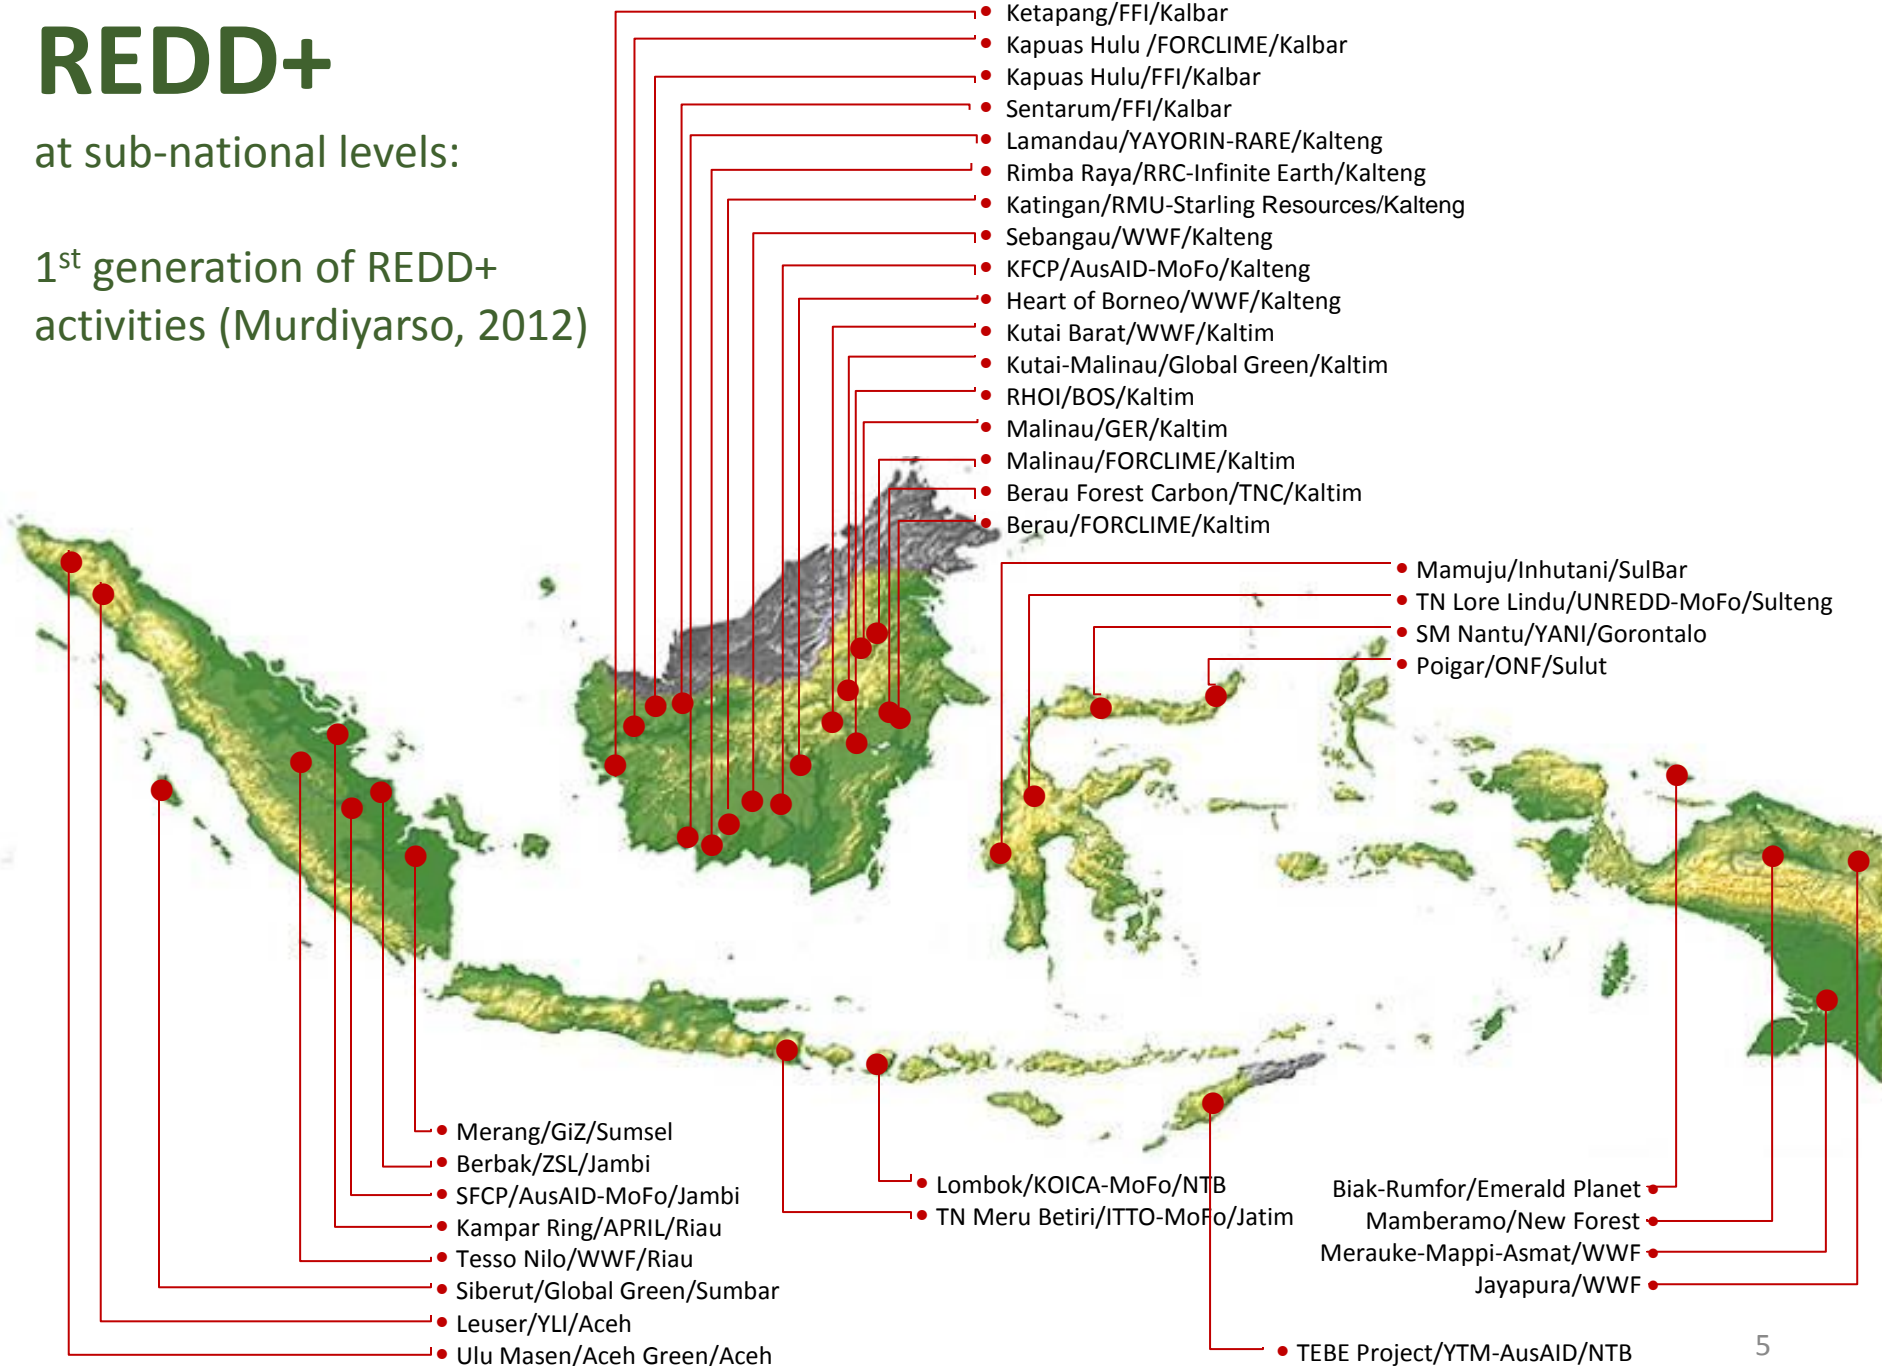 REDD+
at sub-national levels:
1st generation of REDD+
activities (Murdiyarso, 2012)
Ketapang/FFI/Kalbar
Kapuas Hulu /FORCLIME/Kalbar
Kapuas Hulu/FFI/Kalbar
Sentarum/FFI/Kalbar
Lamandau/YAYORIN-RARE/Kalteng
Rimba Raya/RRC-Infinite Earth/Kalteng
Katingan/RMU-Starling Resources/Kalteng
Sebangau/WWF/Kalteng
KFCP/AusAID-MoFo/Kalteng
Heart of Borneo/WWF/Kalteng
Kutai Barat/WWF/Kaltim
Kutai-Malinau/Global Green/Kaltim
RHOI/BOS/Kaltim
Malinau/GER/Kaltim
Malinau/FORCLIME/Kaltim
Berau Forest Carbon/TNC/Kaltim
Berau/FORCLIME/Kaltim
Mamuju/Inhutani/SulBar
TN Lore Lindu/UNREDD-MoFo/Sulteng
SM Nantu/YANI/Gorontalo
Poigar/ONF/Sulut
Merang/GiZ/Sumsel
Berbak/ZSL/Jambi
SFCP/AusAID-MoFo/Jambi
Kampar Ring/APRIL/Riau
Tesso Nilo/WWF/Riau
Siberut/Global Green/Sumbar
Leuser/YLI/Aceh
Ulu Masen/Aceh Green/Aceh
Lombok/KOICA-MoFo/NTB
TN Meru Betiri/ITTO-MoFo/Jatim
Biak-Rumfor/Emerald Planet
Mamberamo/New Forest
Merauke-Mappi-Asmat/WWF
Jayapura/WWF
TEBE Project/YTM-AusAID/NTB
5